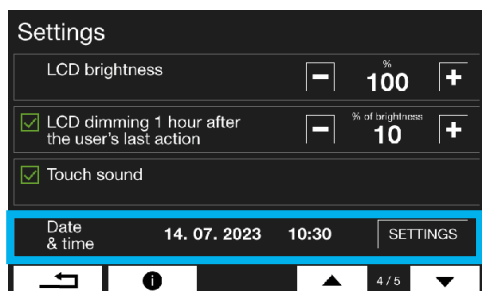 Settings
LCD brightness
%
− 100 +
LCD dimming 1 hour after
the user's last action
% of brightness
− 10 +
Touch sound
Date
& time
14. 07. 2023 10:30 SETTINGS
i 4/5